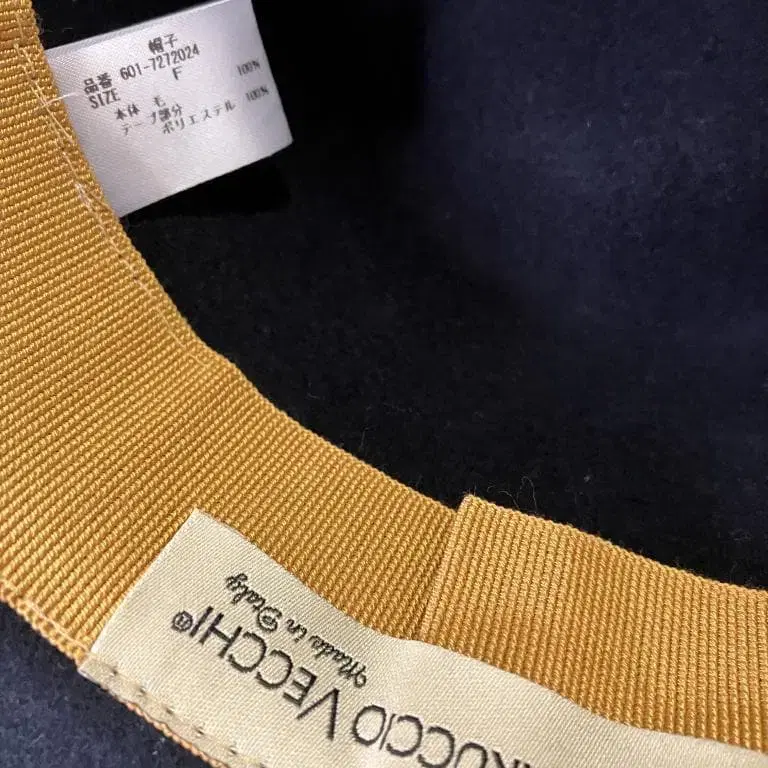 帽子
品番 601-7272024
SIZE F
本体 毛 100%
テープ部分
ポリエステル 100%
RUCCIO VECCHI®
Made in Italy